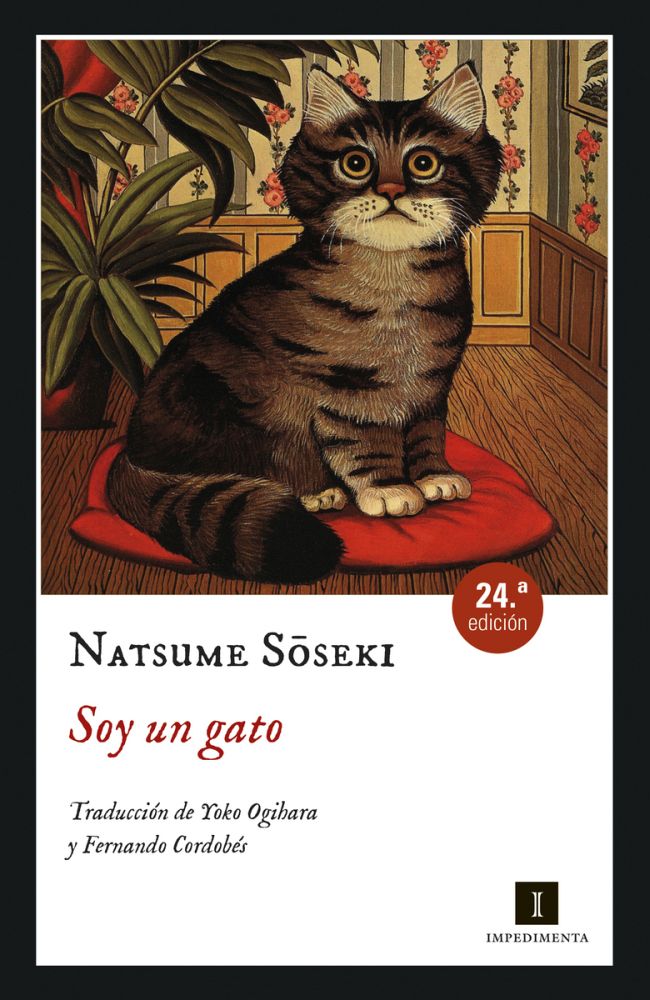 24.ª
edición
Natsume Sōseki
Soy un gato
Traducción de Yoko Ogihara
y Fernando Cordobés
I
IMPEDIMENTA